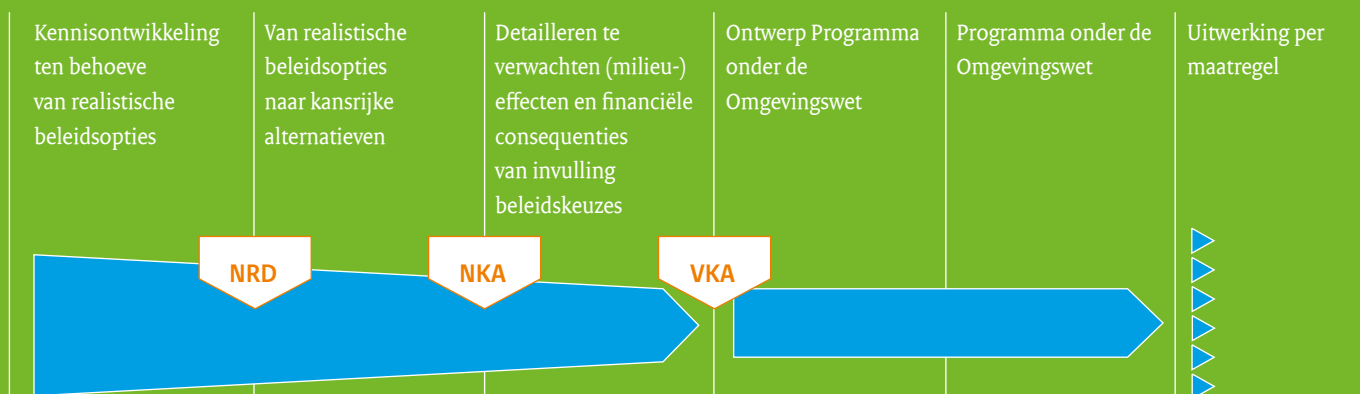 Kennisontwikkeling
ten behoeve
van realistische
beleidsopties
Van realistische
beleidsopties
naar kansrijke
alternatieven
Detailleren te
verwachten (milieu-)
effecten en financiële
consequenties
van invulling
beleidskeuzes
Ontwerp Programma
onder de
Omgevingswet
Programma onder de
Omgevingswet
Uitwerking per
maatregel
NRD
NKA
VKA